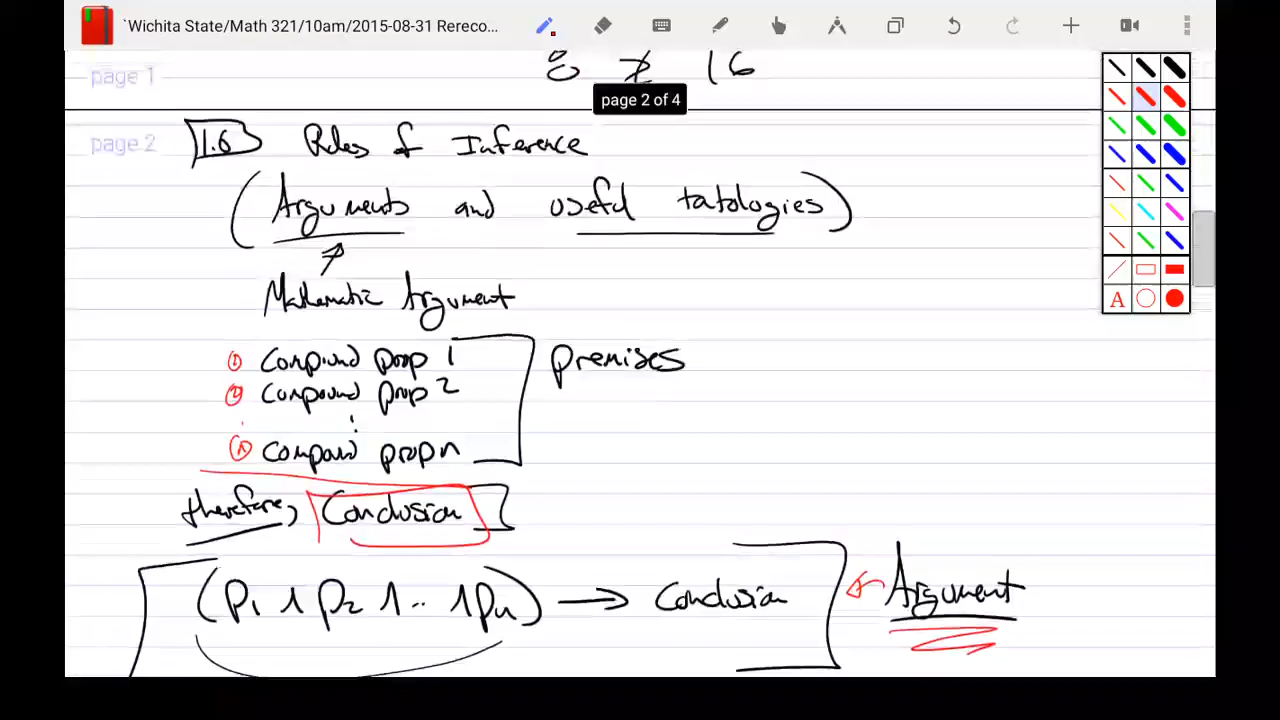 `Wichita State/Math 321/10am/2015-08-31 Rereco...
page 1
8 ≠ 16
page 2 of 4
page 2
1.6 Rules of Inference
(Arguments and useful tatologies)
Mathematic Argument
① compound prop 1
② compound prop 2
⋮
ⓝ compound prop n
premises
therefore, Conclusion
(p1 ∧ p2 ∧ .. ∧ pn) → Conclusion
Argument
A